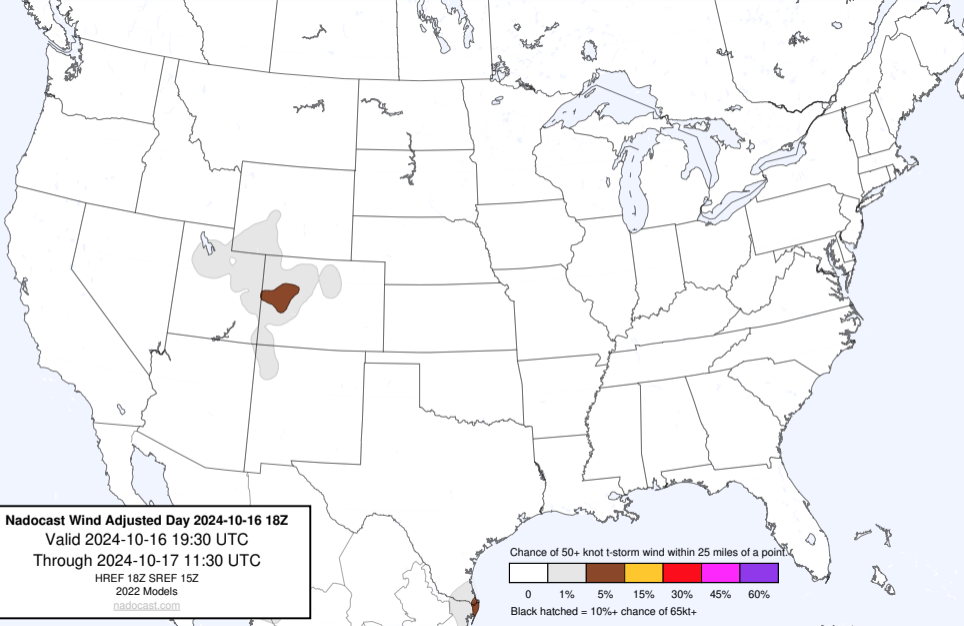 Nadocast Wind Adjusted Day 2024-10-16 18Z
Valid 2024-10-16 19:30 UTC
Through 2024-10-17 11:30 UTC
HREF 18Z SREF 15Z
2022 Models
nadocast.com
Chance of 50+ knot t-storm wind within 25 miles of a point.
0 1% 5% 15% 30% 45% 60%
Black hatched = 10%+ chance of 65kt+